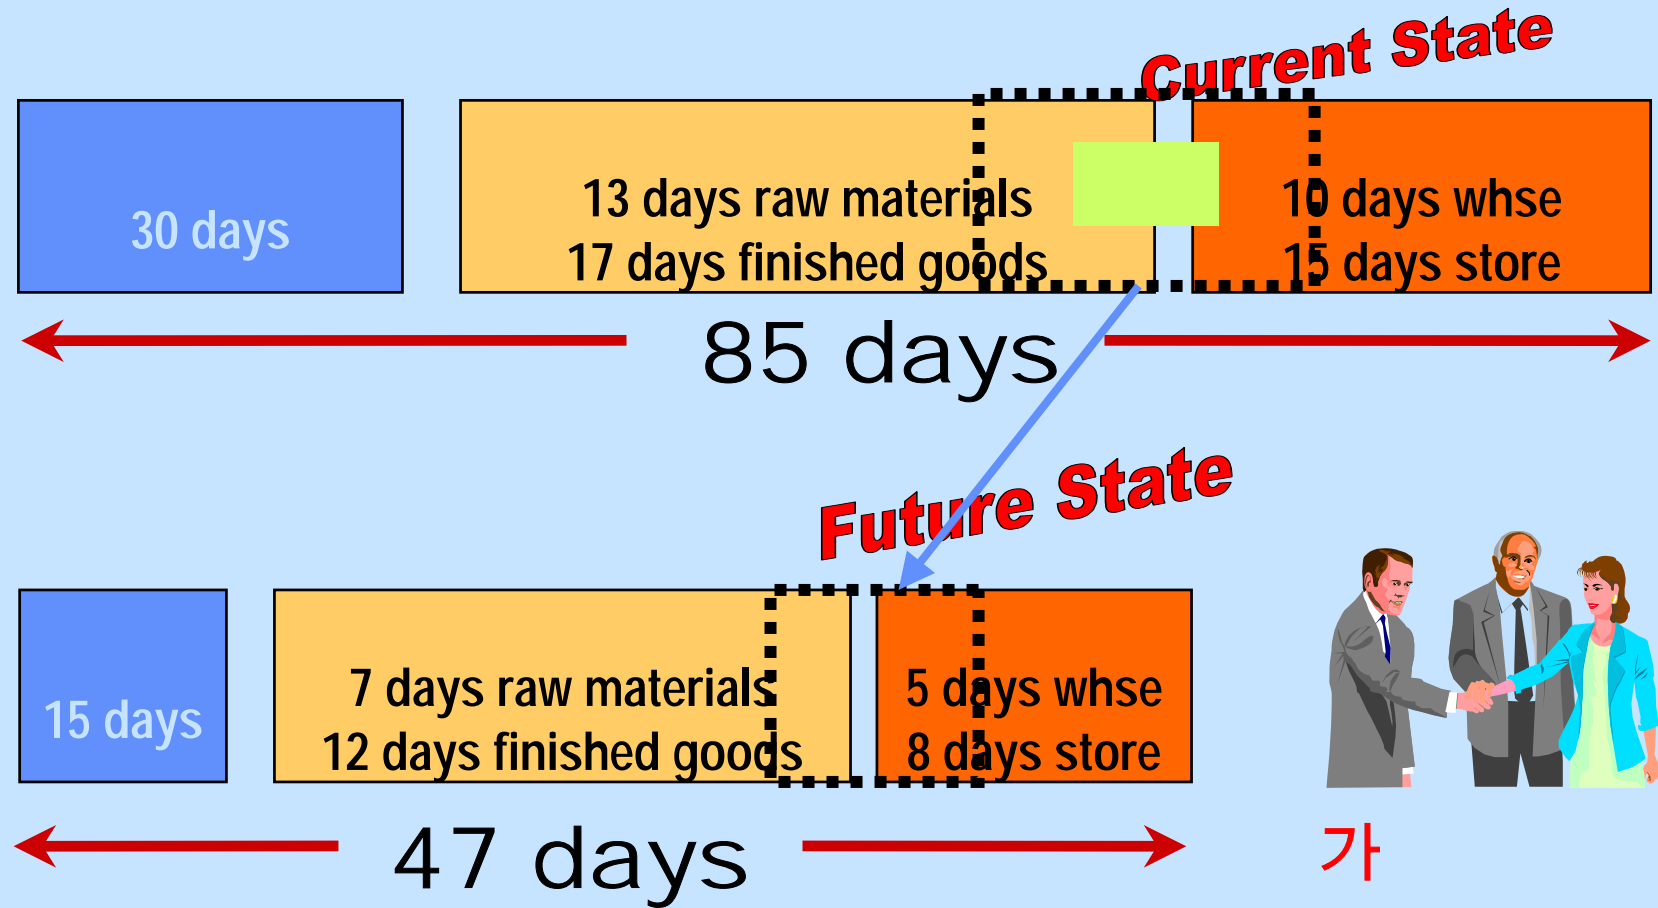 Current State
30 days
13 days raw materials
17 days finished goods
10 days whse
15 days store
85 days
Future State
15 days
7 days raw materials
12 days finished goods
5 days whse
8 days store
47 days
가